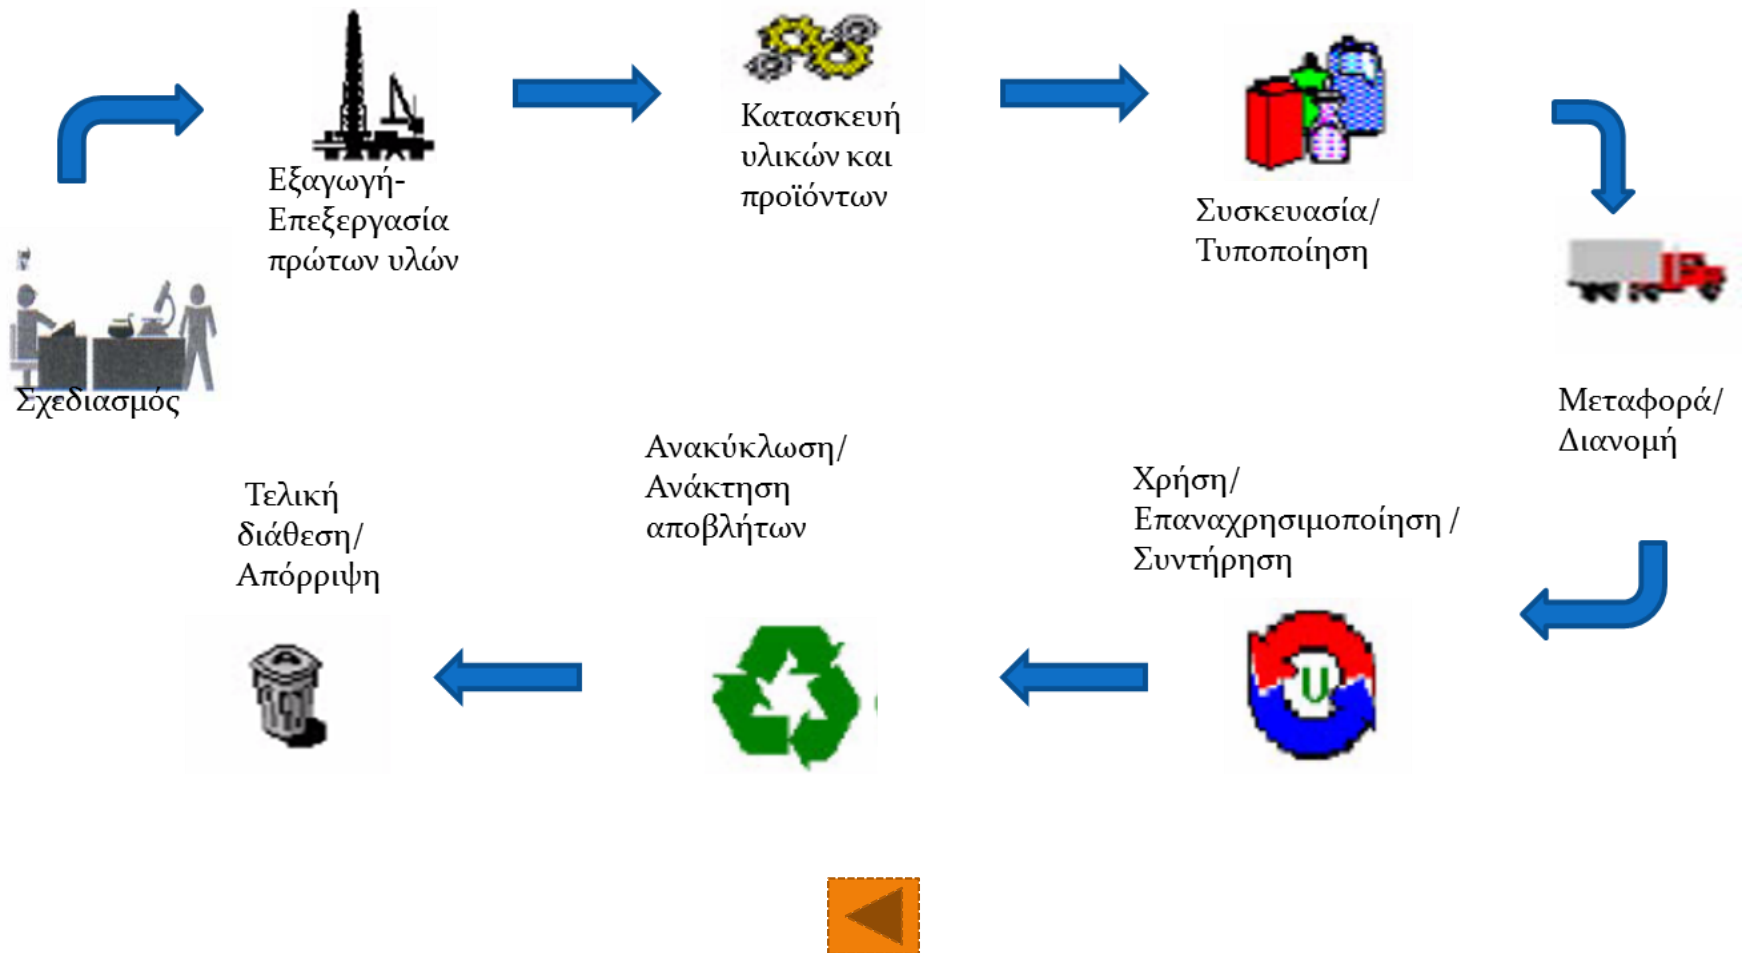 Σχεδιασμός
Εξαγωγή-
Επεξεργασία
πρώτων υλών
Κατασκευή
υλικών και
προϊόντων
Συσκευασία/
Τυποποίηση
Μεταφορά/
Διανομή
Χρήση/
Επαναχρησιμοποίηση /
Συντήρηση
U
Ανακύκλωση/
Ανάκτηση
αποβλήτων
Τελική
διάθεση/
Απόρριψη